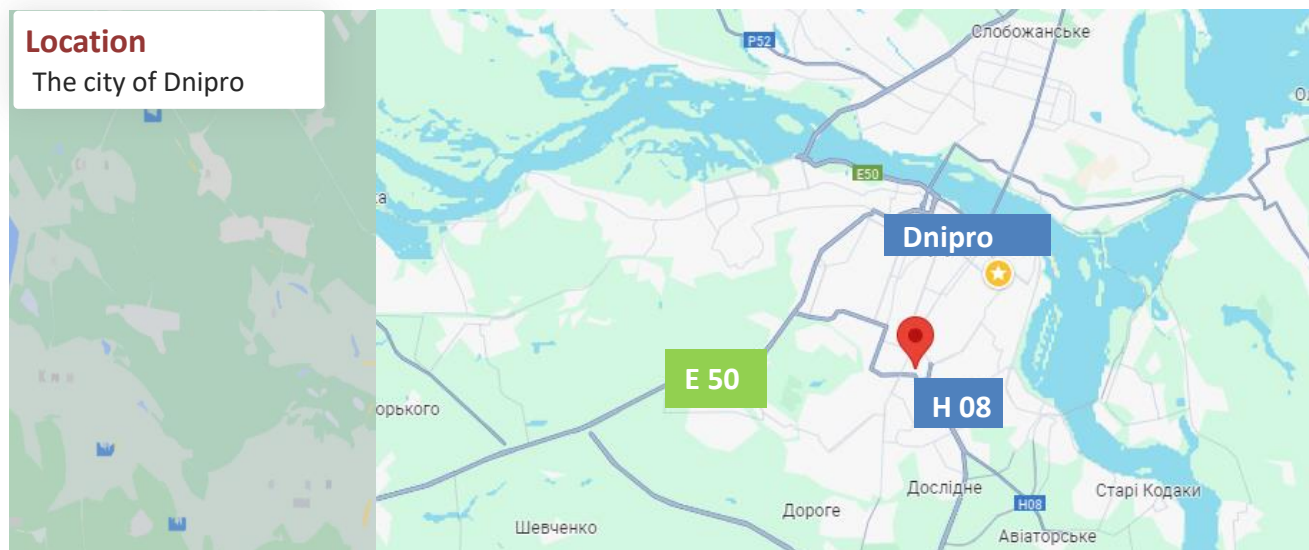 Location
The city of Dnipro
P52
Слобожанське
E50
Dnipro
E 50
H 08
орького
Дослідне
H08
Старі Кодаки
Дороге
Шевченко
Авіаторське